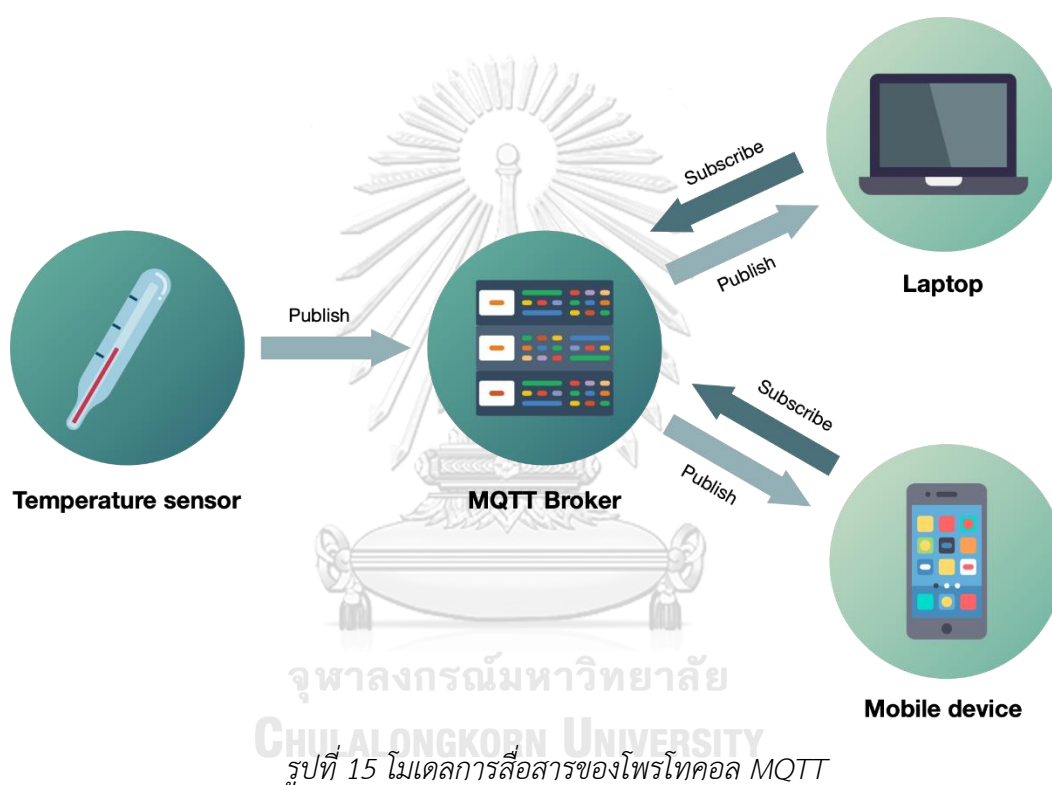 Subscribe
Publish
Laptop
Publish
Temperature sensor
MQTT Broker
Subscribe
Publish
Mobile device
จุฬาลงกรณ์มหาวิทยาลัย
CHULALONGKORN UNIVERSITY
รูปที่ 15 โมเดลการสื่อสารของโพรโทคอล MQTT